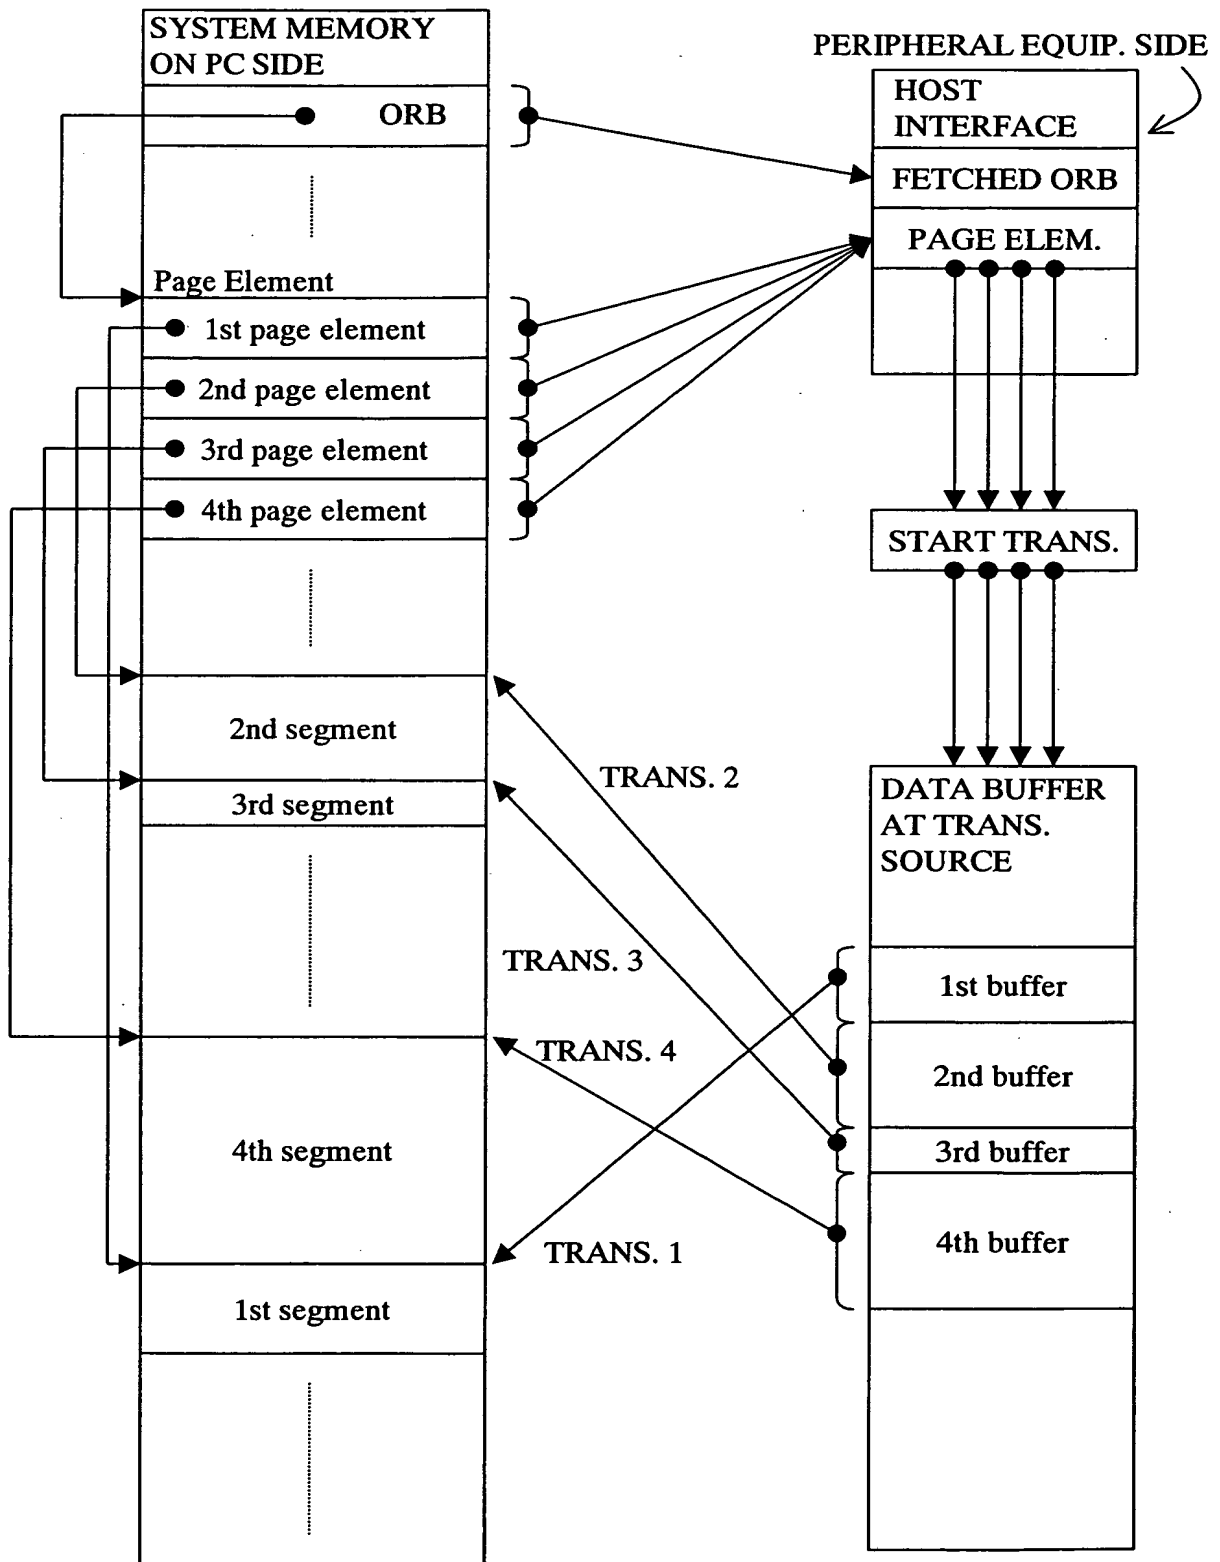 SYSTEM MEMORY
ON PC SIDE
ORB
Page Element
1st page element
2nd page element
3rd page element
4th page element
2nd segment
3rd segment
4th segment
1st segment
TRANS. 2
TRANS. 3
TRANS. 4
TRANS. 1
PERIPHERAL EQUIP. SIDE
HOST
INTERFACE
FETCHED ORB
PAGE ELEM.
START TRANS.
DATA BUFFER
AT TRANS.
SOURCE
1st buffer
2nd buffer
3rd buffer
4th buffer